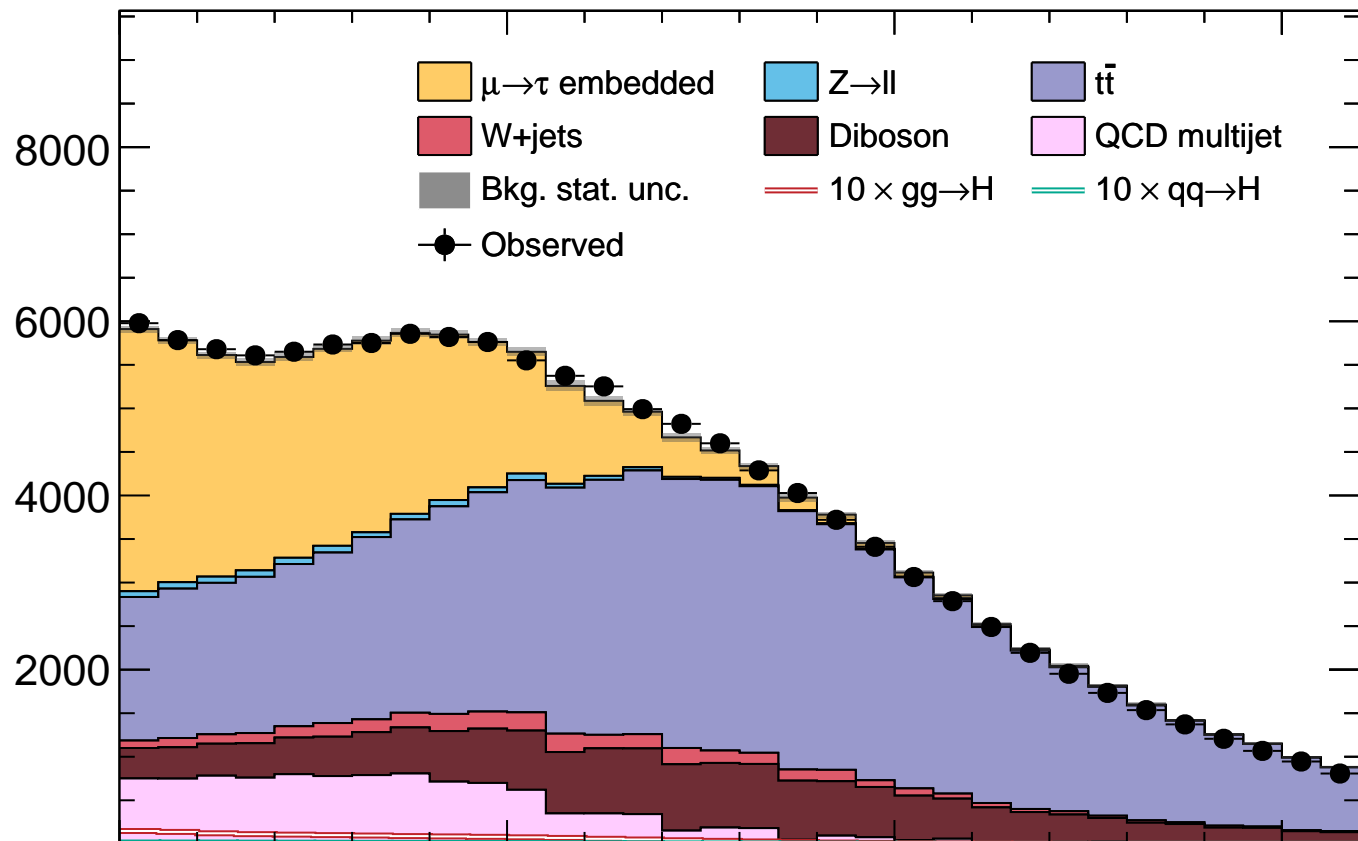 μ→τ embedded Z→ll tt̄
8000
W+jets Diboson QCD multijet
Bkg. stat. unc. 10 × gg→H 10 × qq→H
Observed
6000
4000
2000